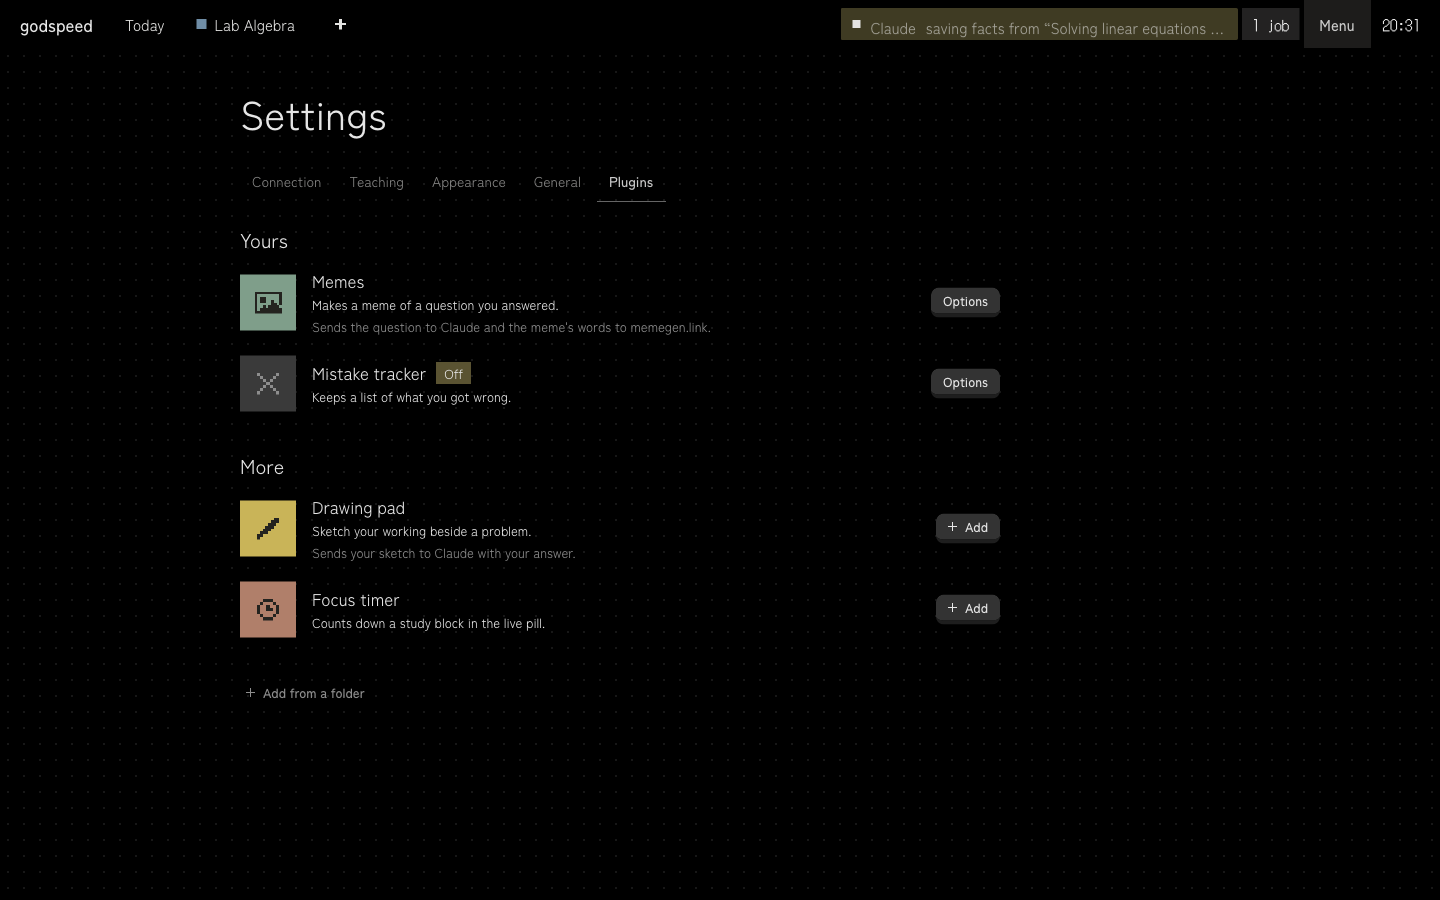 godspeed Today Lab Algebra + Claude saving facts from “Solving linear equations … 1 job Menu 20:31
Settings
Connection Teaching Appearance General Plugins
Yours
Memes
Makes a meme of a question you answered.
Sends the question to Claude and the meme's words to memegen.link.
Options
Mistake tracker Off
Keeps a list of what you got wrong.
Options
More
Drawing pad
Sketch your working beside a problem.
Sends your sketch to Claude with your answer.
+ Add
Focus timer
Counts down a study block in the live pill.
+ Add
+ Add from a folder